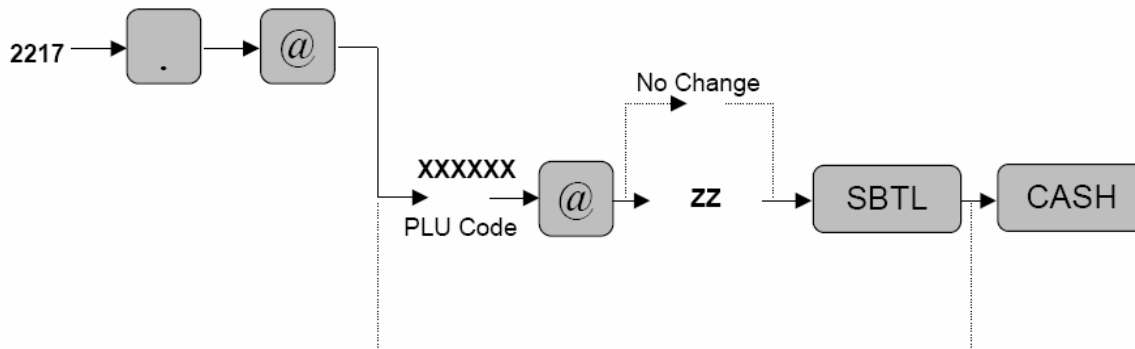 2217
.
@
No Change
XXXXXX
PLU Code
@
ZZ
SBTL
CASH